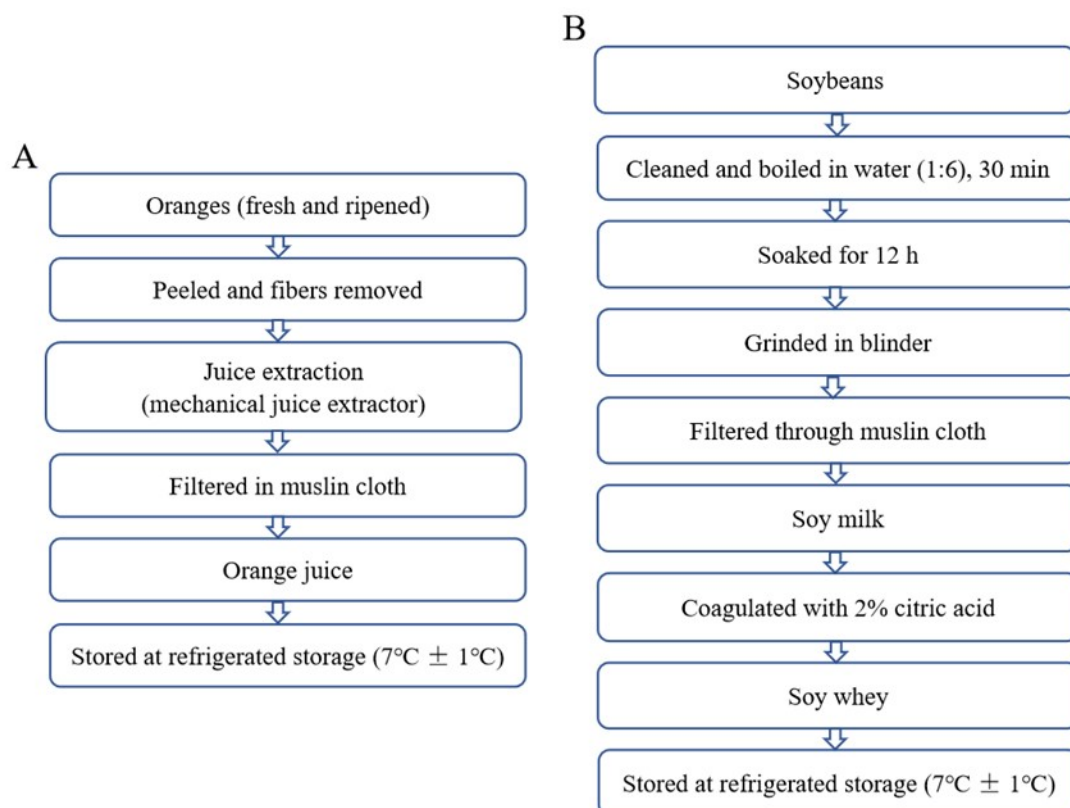 A
Oranges (fresh and ripened)
Peeled and fibers removed
Juice extraction
(mechanical juice extractor)
Filtered in muslin cloth
Orange juice
Stored at refrigerated storage (7℃ ± 1℃)
B
Soybeans
Cleaned and boiled in water (1:6), 30 min
Soaked for 12 h
Grinded in blinder
Filtered through muslin cloth
Soy milk
Coagulated with 2% citric acid
Soy whey
Stored at refrigerated storage (7℃ ± 1℃)